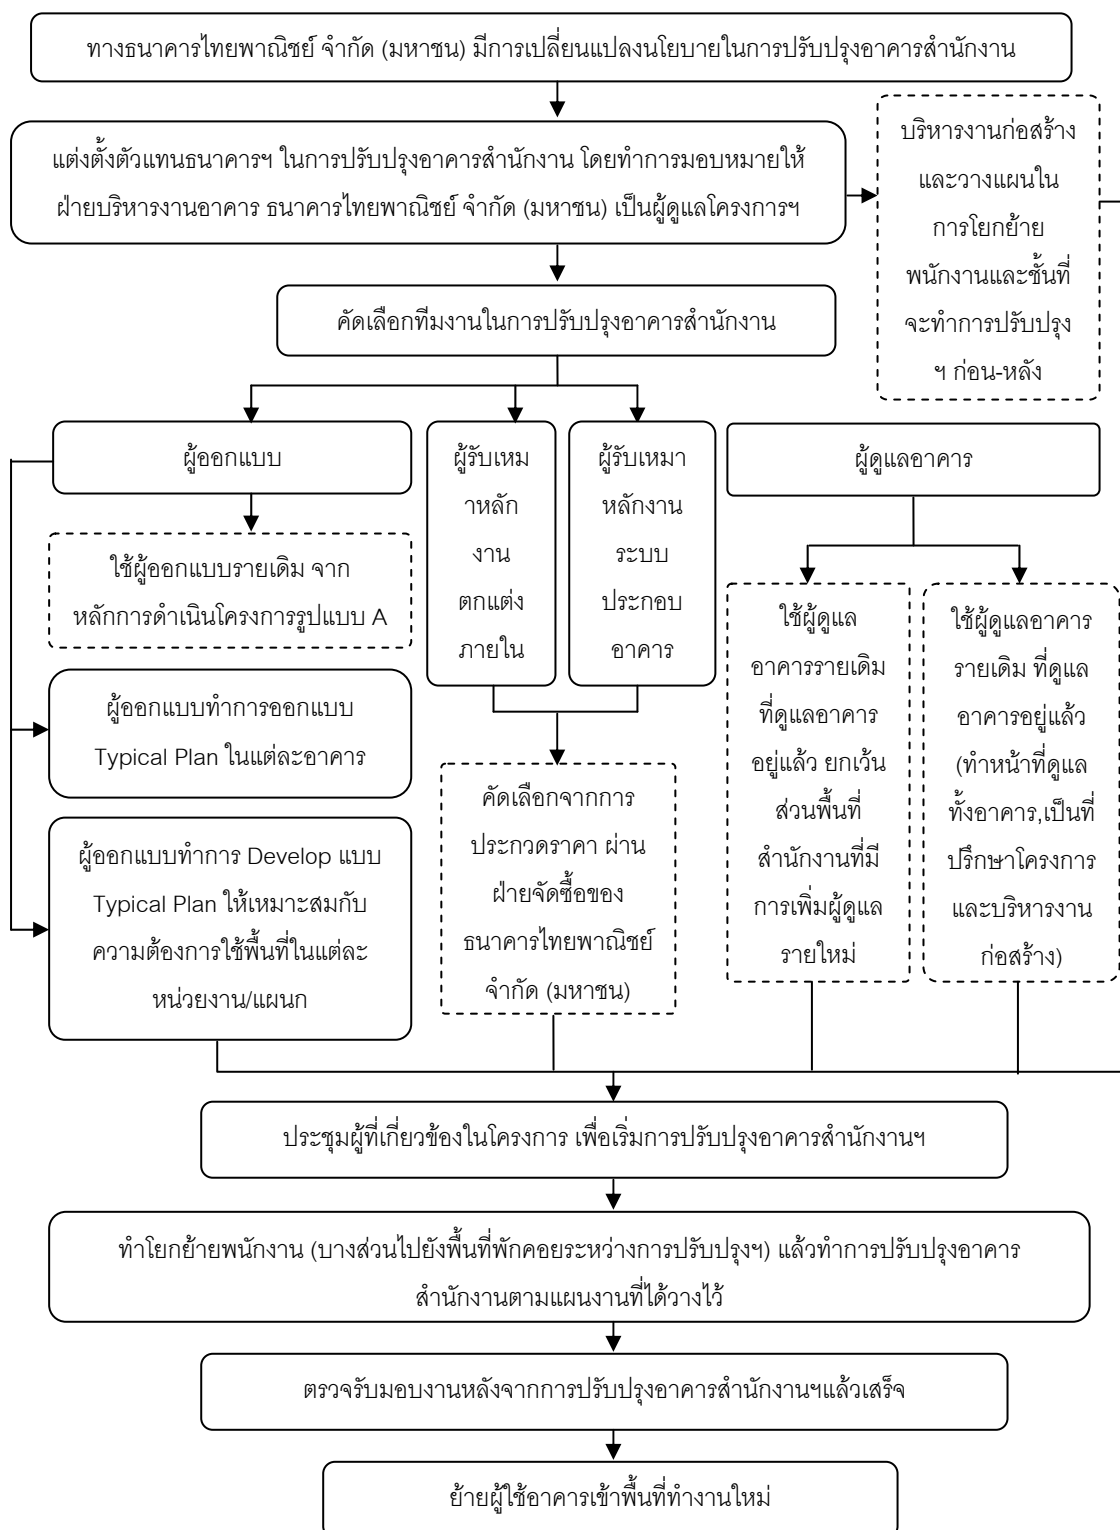 ทางธนาคารไทยพาณิชย์ จำกัด (มหาชน) มีการเปลี่ยนแปลงนโยบายในการปรับปรุงอาคารสำนักงาน
แต่งตั้งตัวแทนธนาคารฯ ในการปรับปรุงอาคารสำนักงาน โดยทำการมอบหมายให้
ฝ่ายบริหารงานอาคาร ธนาคารไทยพาณิชย์ จำกัด (มหาชน) เป็นผู้ดูแลโครงการฯ
บริหารงานก่อสร้าง
และวางแผนใน
การโยกย้าย
พนักงานและชั้นที่
จะทำการปรับปรุง
ฯ ก่อน-หลัง
คัดเลือกทีมงานในการปรับปรุงอาคารสำนักงาน
ผู้ออกแบบ
ใช้ผู้ออกแบบรายเดิม จาก
หลักการดำเนินโครงการรูปแบบ A
ผู้ออกแบบทำการออกแบบ
Typical Plan ในแต่ละอาคาร
ผู้ออกแบบทำการ Develop แบบ
Typical Plan ให้เหมาะสมกับ
ความต้องการใช้พื้นที่ในแต่ละ
หน่วยงาน/แผนก
ผู้รับเหม
าหลัก
งาน
ตกแต่ง
ภายใน
ผู้รับเหมา
หลักงาน
ระบบ
ประกอบ
อาคาร
คัดเลือกจากการ
ประกวดราคา ผ่าน
ฝ่ายจัดซื้อของ
ธนาคารไทยพาณิชย์
จำกัด (มหาชน)
ผู้ดูแลอาคาร
ใช้ผู้ดูแล
อาคารรายเดิม
ที่ดูแลอาคาร
อยู่แล้ว ยกเว้น
ส่วนพื้นที่
สำนักงานที่มี
การเพิ่มผู้ดูแล
รายใหม่
ใช้ผู้ดูแลอาคาร
รายเดิม ที่ดูแล
อาคารอยู่แล้ว
(ทำหน้าที่ดูแล
ทั้งอาคาร,เป็นที่
ปรึกษาโครงการ
และบริหารงาน
ก่อสร้าง)
ประชุมผู้ที่เกี่ยวข้องในโครงการ เพื่อเริ่มการปรับปรุงอาคารสำนักงานฯ
ทำโยกย้ายพนักงาน (บางส่วนไปยังพื้นที่พักคอยระหว่างการปรับปรุงฯ) แล้วทำการปรับปรุงอาคาร
สำนักงานตามแผนงานที่ได้วางไว้
ตรวจรับมอบงานหลังจากการปรับปรุงอาคารสำนักงานฯแล้วเสร็จ
ย้ายผู้ใช้อาคารเข้าพื้นที่ทำงานใหม่